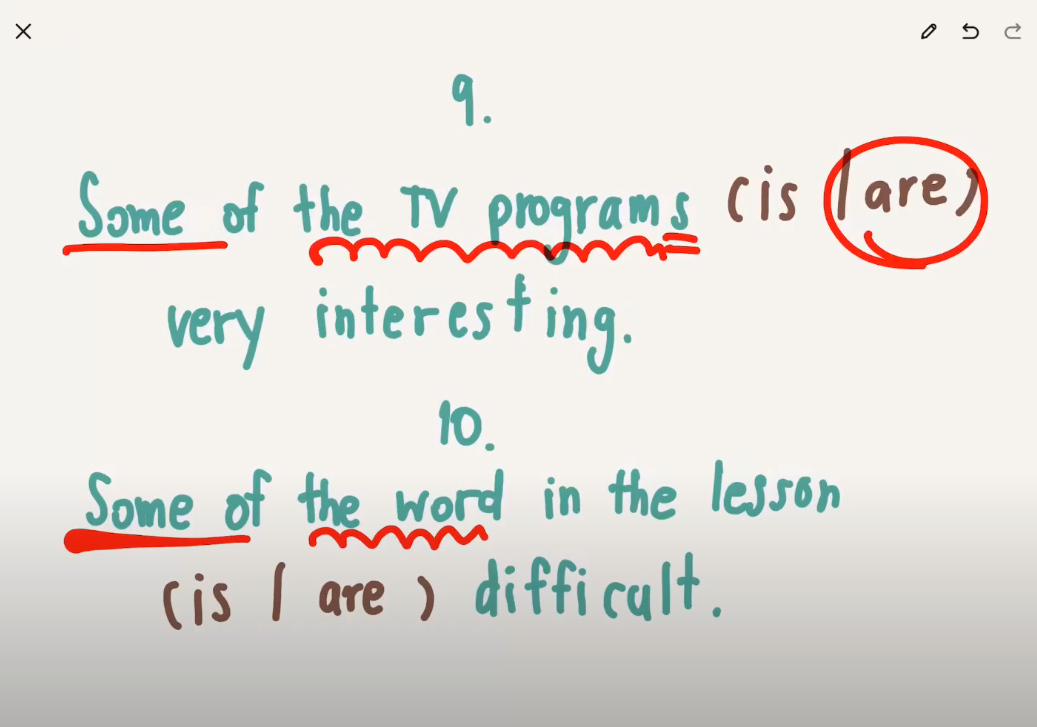 9.
Some of the TV programs (is / are)
very interesting.
10.
Some of the word in the lesson
(is / are) difficult.